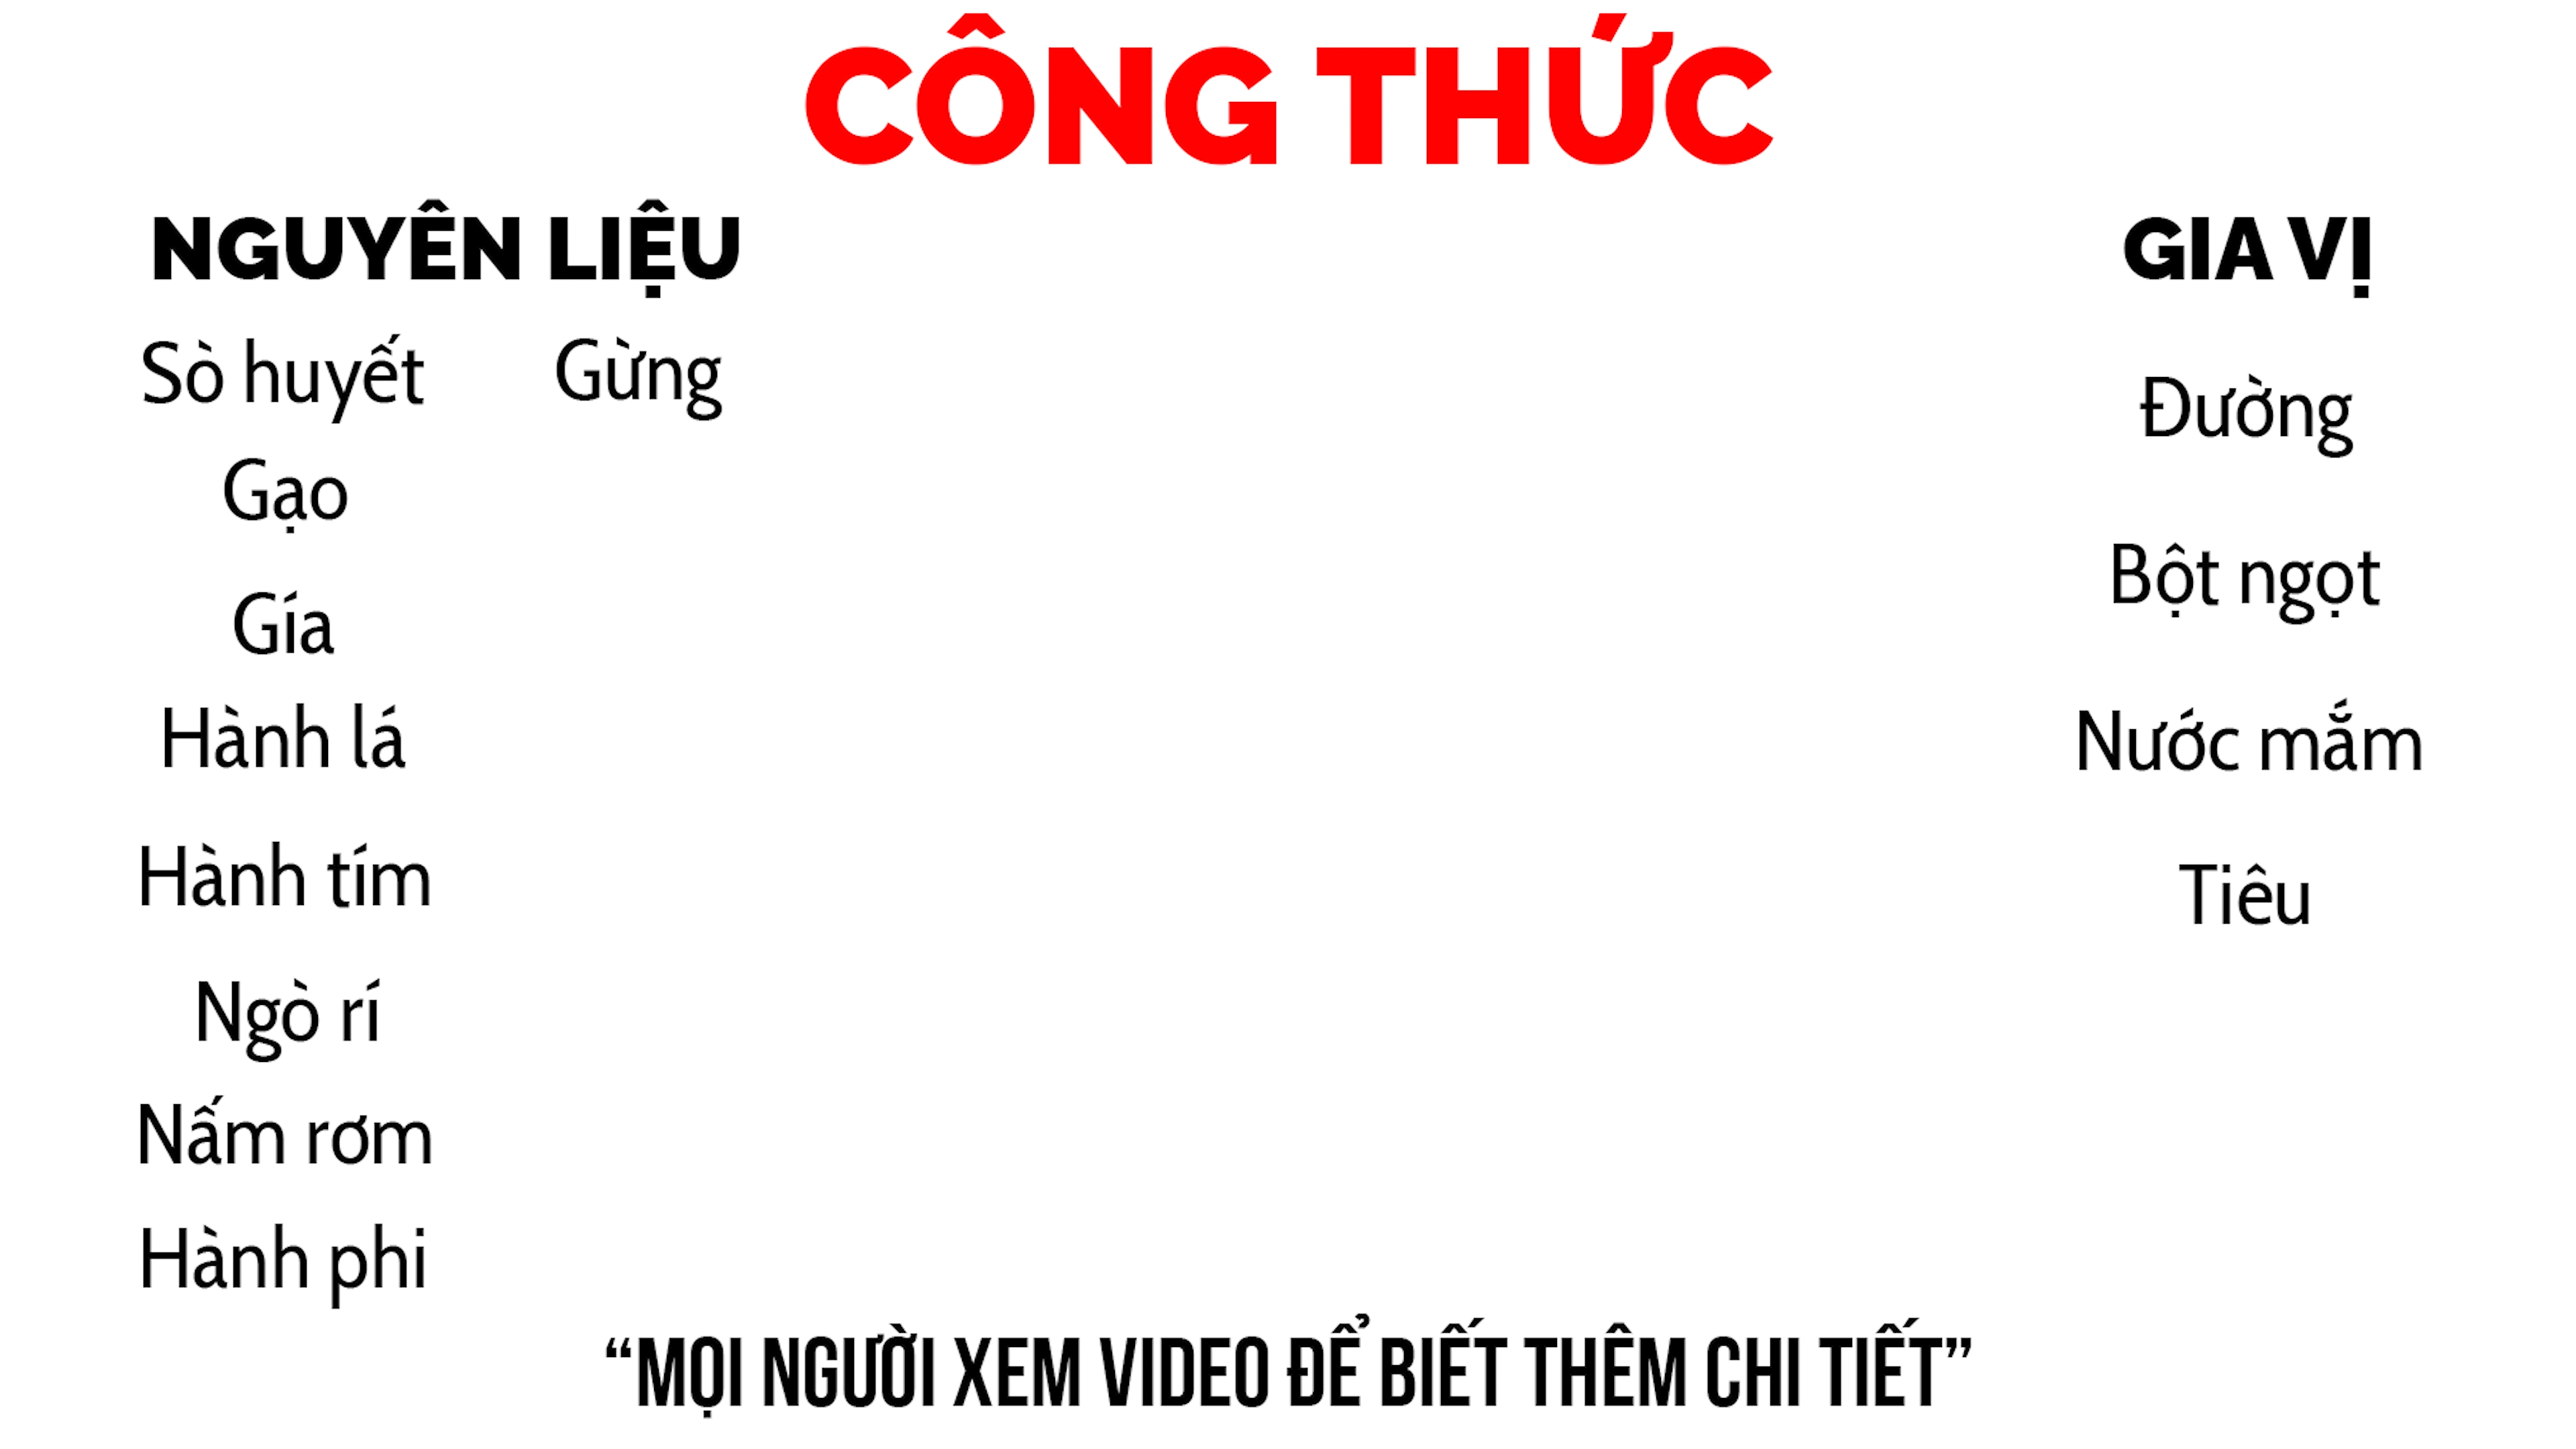 CÔNG THỨC
NGUYÊN LIỆU
Sò huyết
Gạo
Gía
Hành lá
Hành tím
Ngò rí
Nấm rơm
Hành phi
Gừng
GIA VỊ
Đường
Bột ngọt
Nước mắm
Tiêu
“MỌI NGƯỜI XEM VIDEO ĐỂ BIẾT THÊM CHI TIẾT”